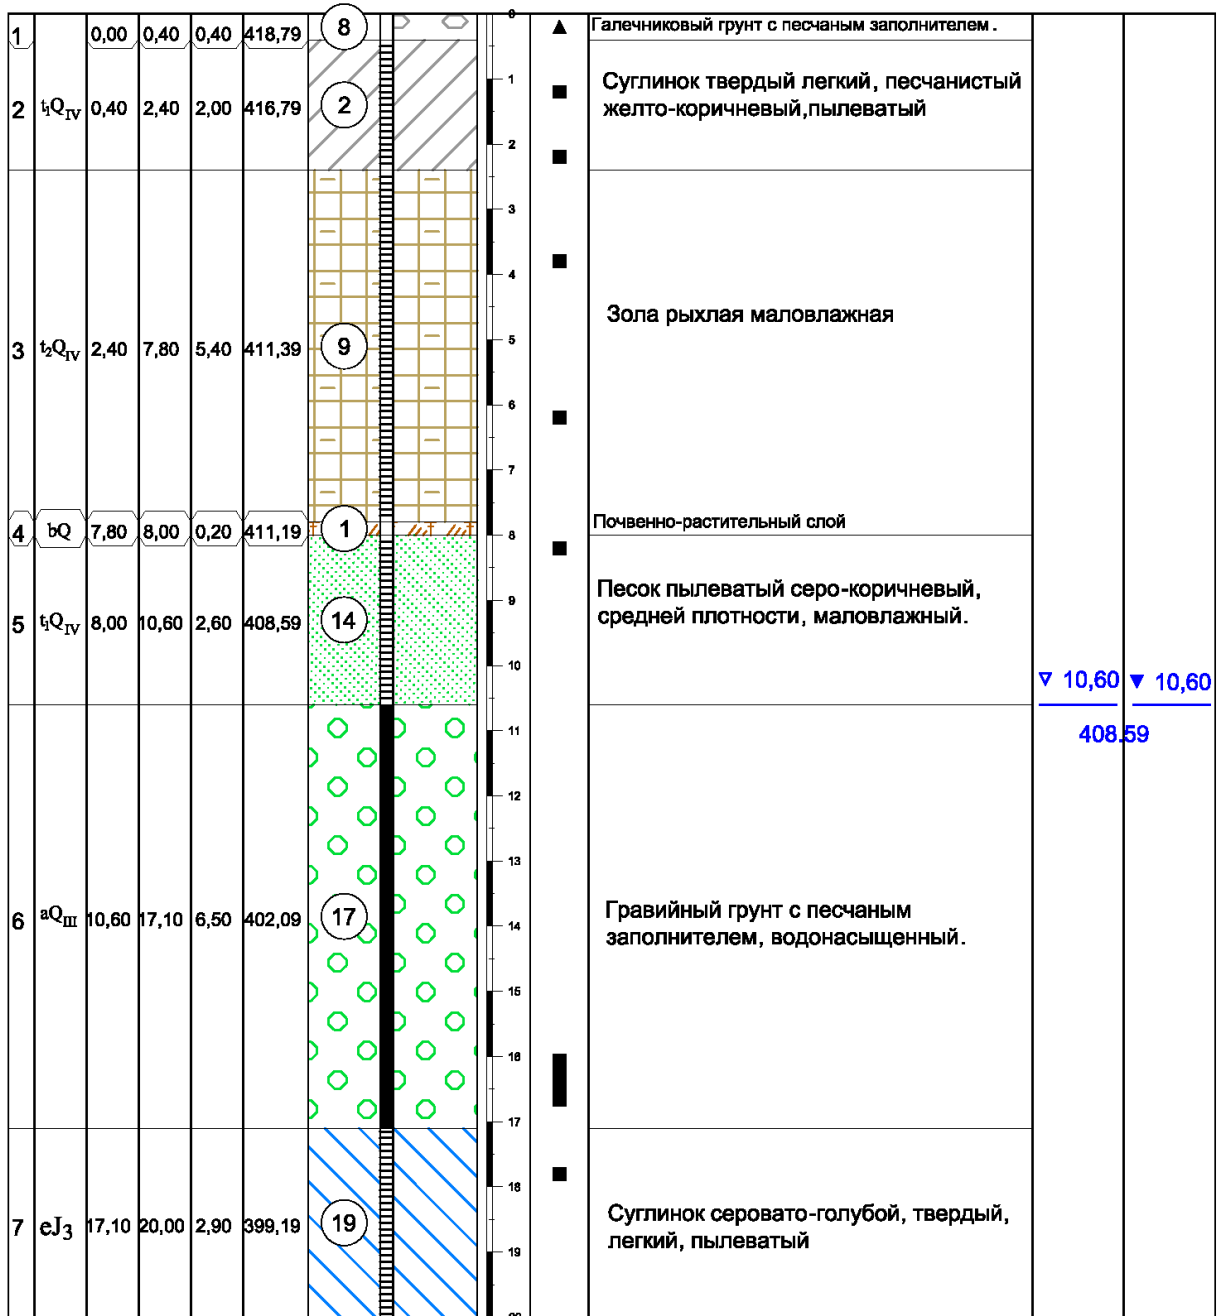 1 0,00 0,40 0,40 418,79 8 Галечниковый грунт с песчаным заполнителем.
2 t₁Q_IV 0,40 2,40 2,00 416,79 2 Суглинок твердый легкий, песчанистый
желто-коричневый,пылеватый
3 t₂Q_IV 2,40 7,80 5,40 411,39 9 Зола рыхлая маловлажная
4 bQ 7,80 8,00 0,20 411,19 1 Почвенно-растительный слой
5 t₁Q_IV 8,00 10,60 2,60 408,59 14 Песок пылеватый серо-коричневый,
средней плотности, маловлажный.
▽ 10,60 ▼ 10,60
408.59
6 aQ_III 10,60 17,10 6,50 402,09 17 Гравийный грунт с песчаным
заполнителем, водонасыщенный.
7 eJ₃ 17,10 20,00 2,90 399,19 19 Суглинок серовато-голубой, твердый,
легкий, пылеватый
0
1
2
3
4
5
6
7
8
9
10
11
12
13
14
15
16
17
18
19